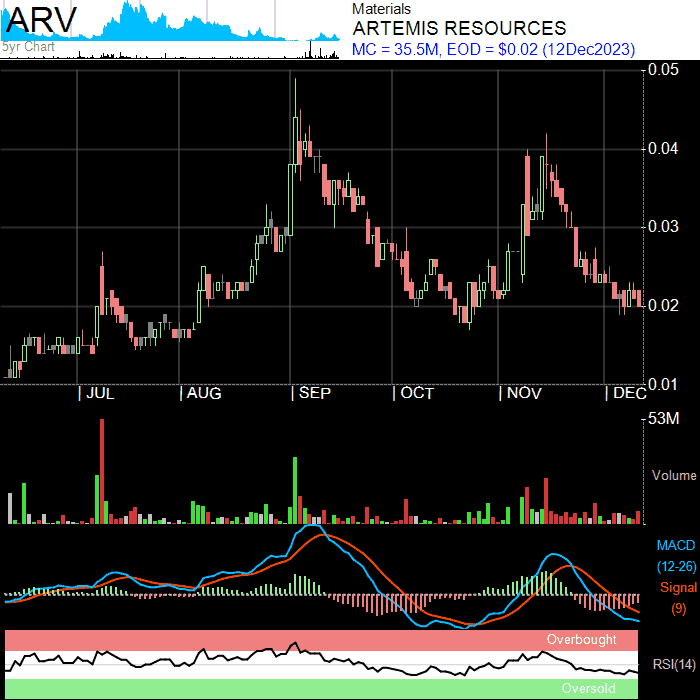 ARV
5yr Chart
Materials
ARTEMIS RESOURCES
MC = 35.5M, EOD = $0.02 (12Dec2023)
0.05
0.04
0.03
0.02
0.01
JUL
AUG
SEP
OCT
NOV
DEC
53M
Volume
MACD
(12-26)
Signal
(9)
Overbought
RSI(14)
Oversold